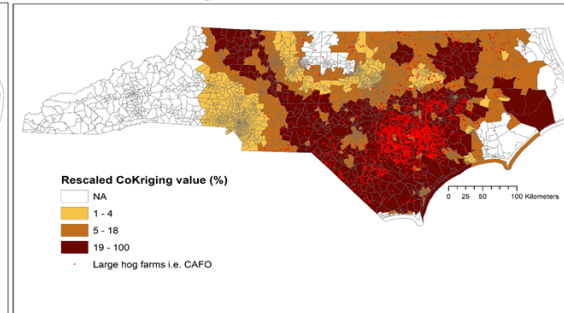 Rescaled CoKriging value (%)
NA
1 - 4
5 - 18
19 - 100
Large hog farms i.e. CAFO
0 25 50 100 Kilometers